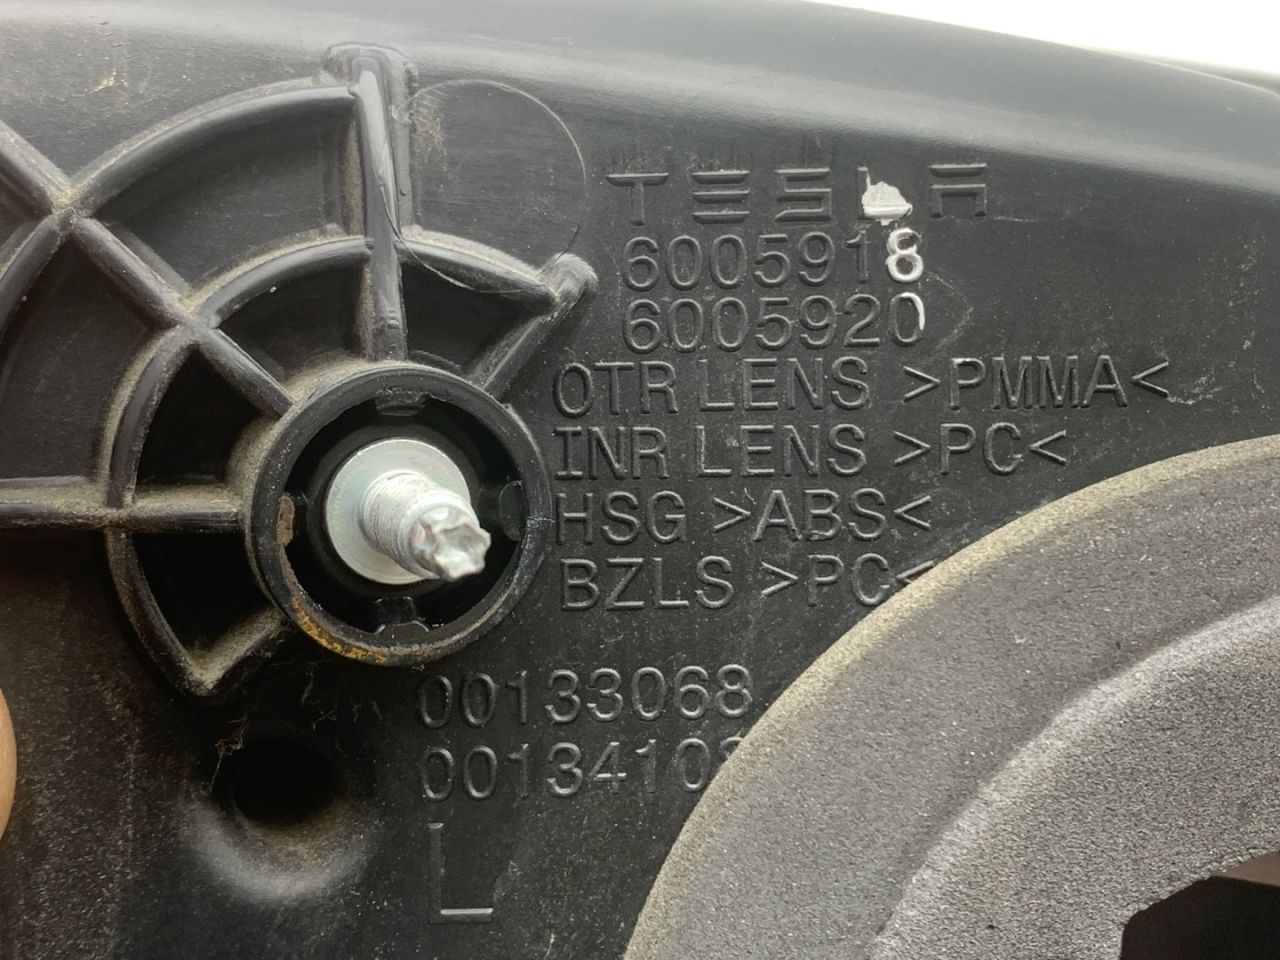 TESLA
6005918
6005920
OTR LENS >PMMA<
INR LENS >PC<
HSG >ABS<
BZLS >PC<
00133068
L